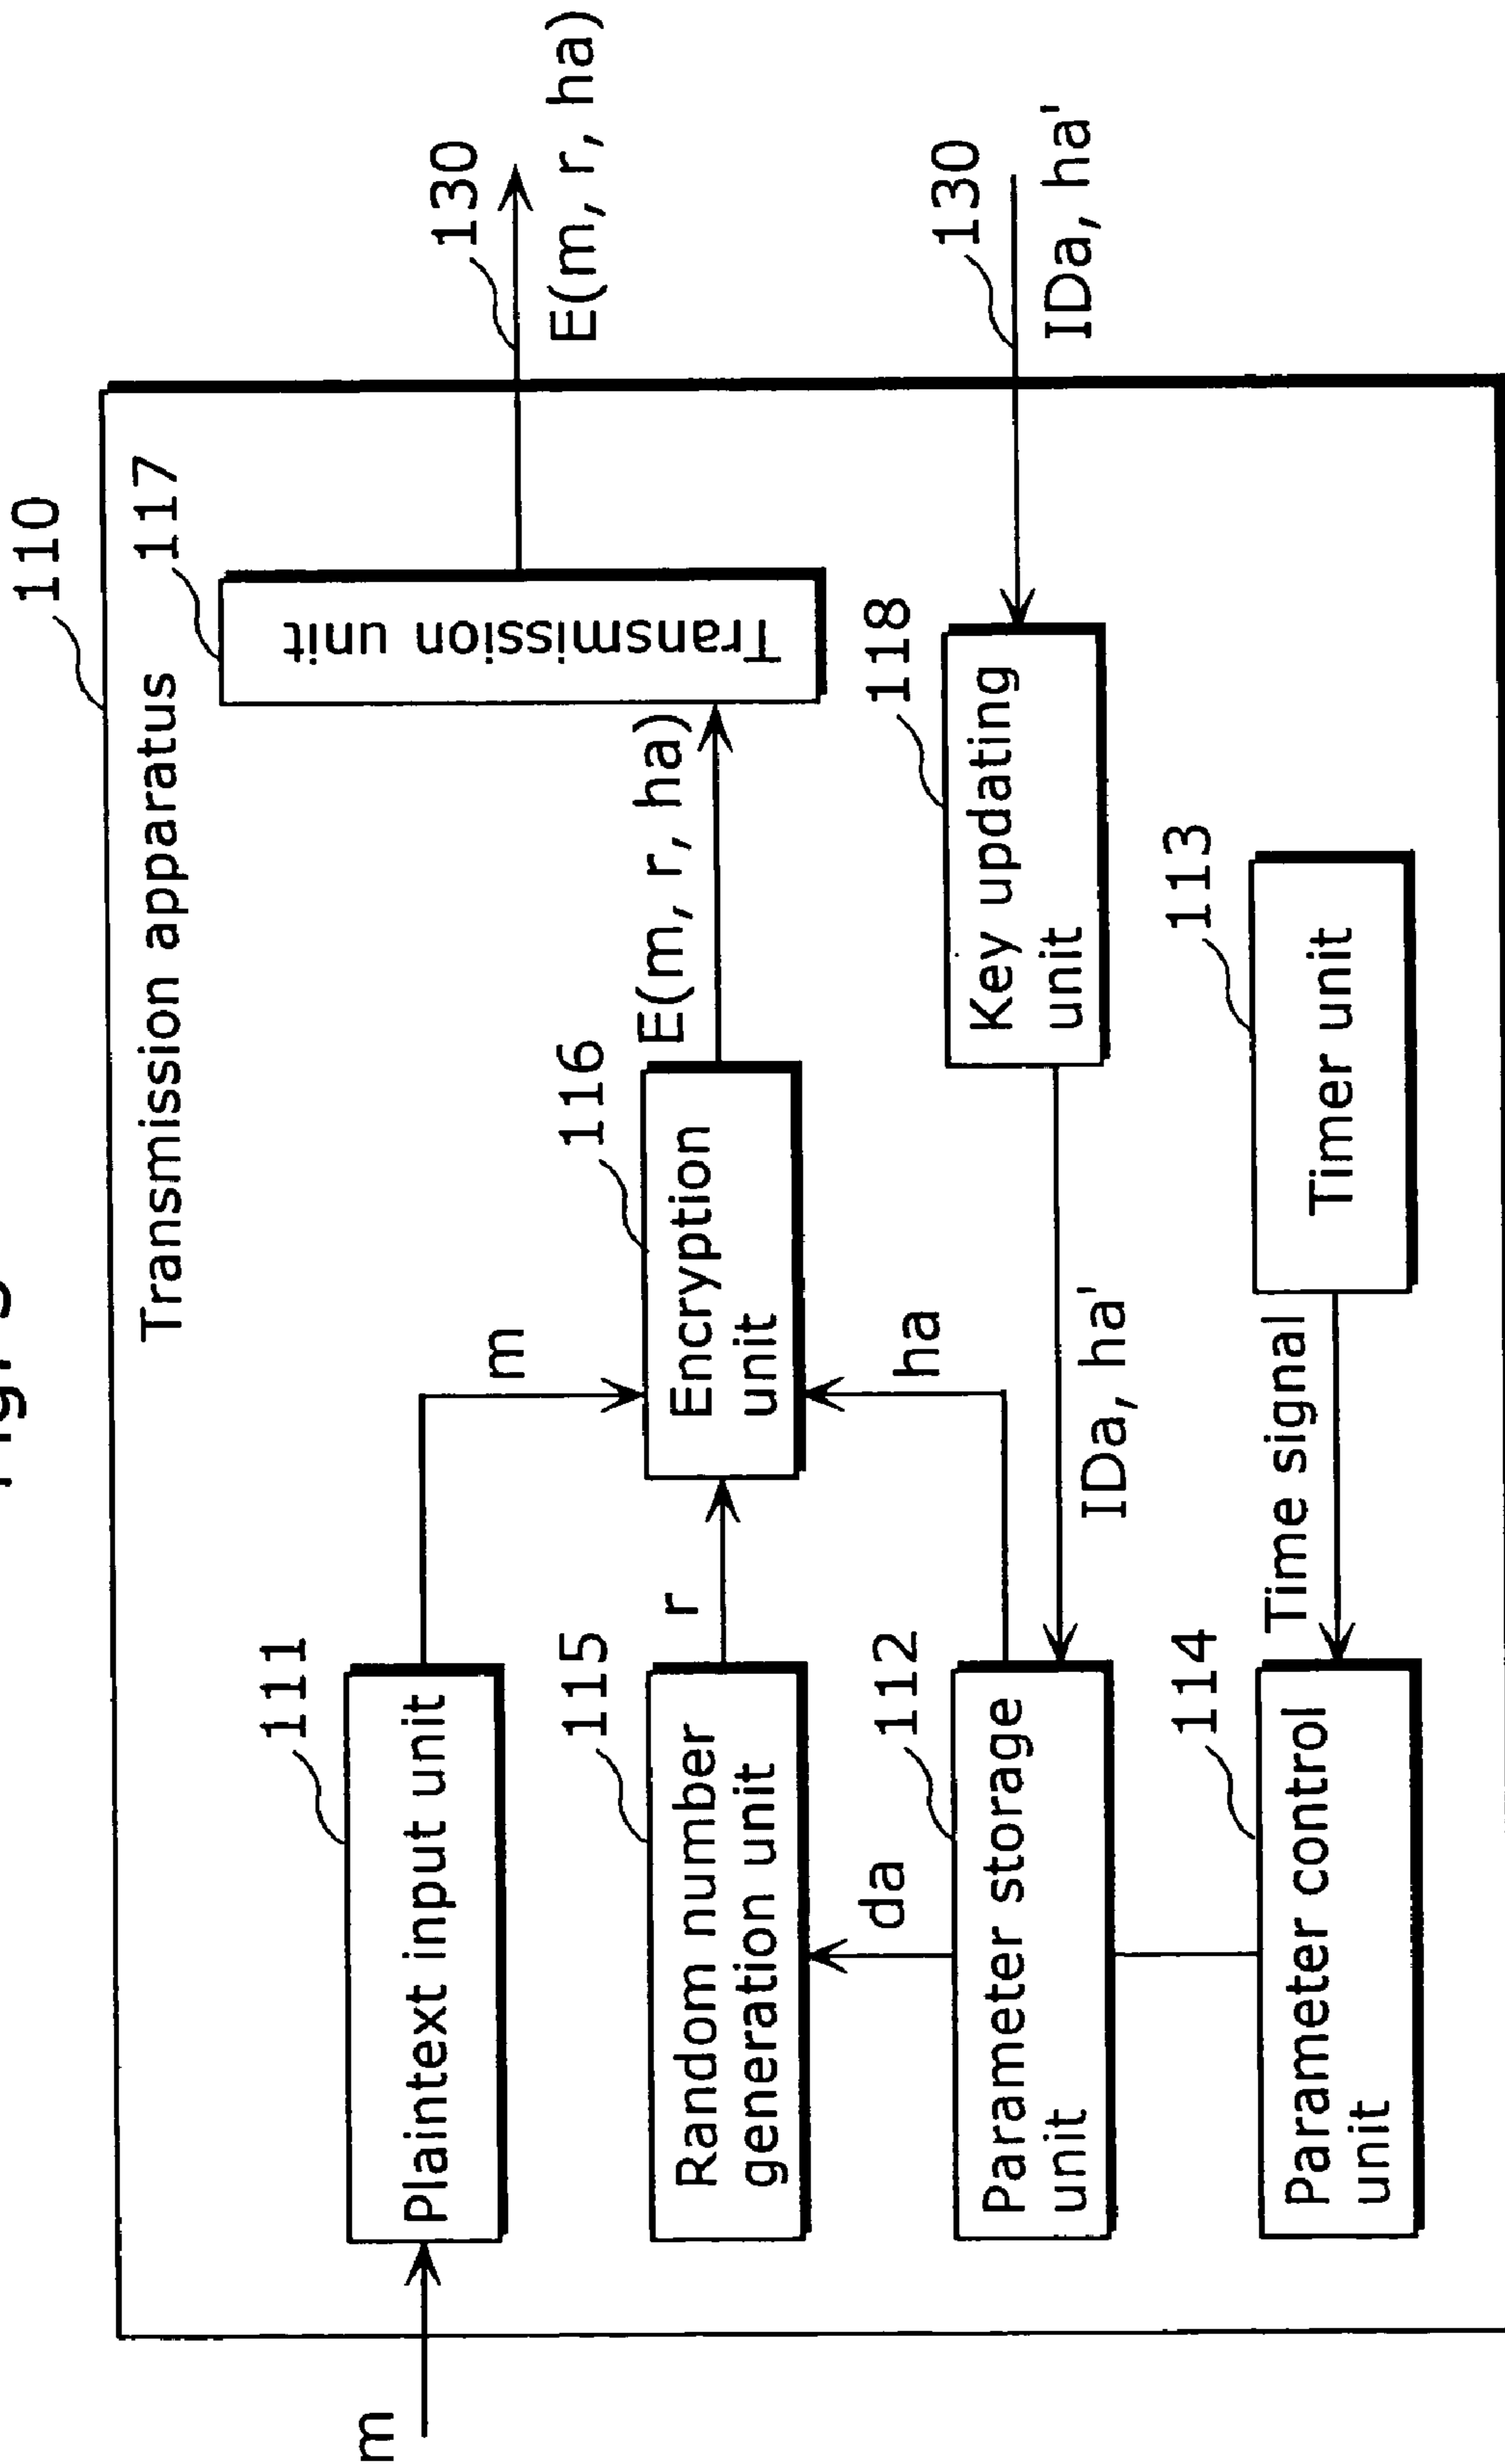 110
Transmission apparatus
117
130
m
111
Plaintext input unit
m
Transmission unit
E(m, r, ha)
115
116
E(m, r, ha)
Random number
generation unit
r
Encryption
unit
da
ha
118
130
112
Parameter storage
unit
Key updating
unit
IDa, ha'
IDa, ha'
114
Time signal
113
Parameter control
unit
Timer unit